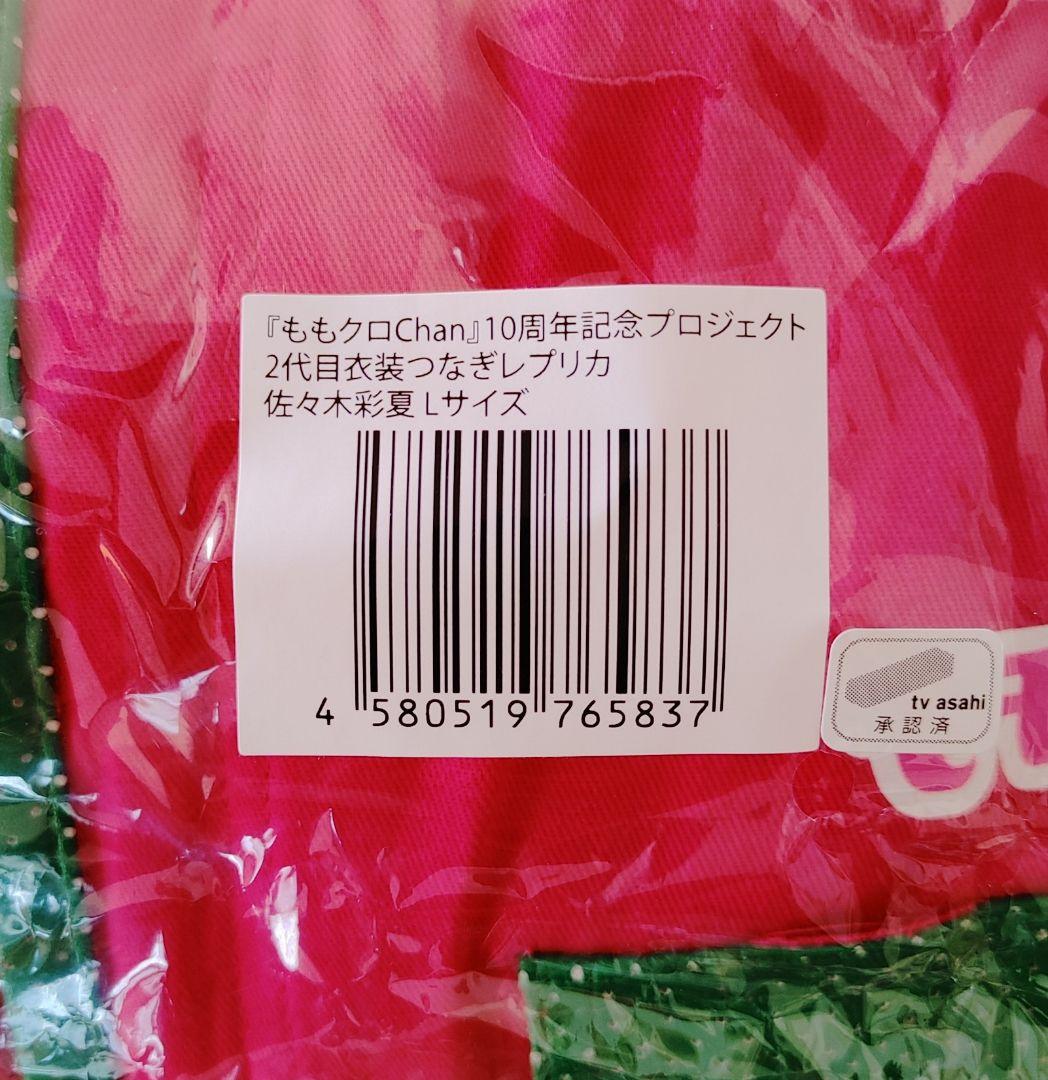 『ももクロChan』10周年記念プロジェクト
2代目衣装つなぎレプリカ
佐々木彩夏 Lサイズ
4 580519 765837
tv asahi
承認済